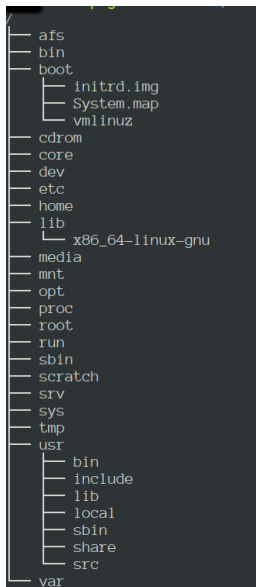 /
├── afs
├── bin
├── boot
│   ├── initrd.img
│   ├── System.map
│   └── vmlinuz
├── cdrom
├── core
├── dev
├── etc
├── home
├── lib
│   └── x86_64-linux-gnu
├── media
├── mnt
├── opt
├── proc
├── root
├── run
├── sbin
├── scratch
├── srv
├── sys
├── tmp
├── usr
│   ├── bin
│   ├── include
│   ├── lib
│   ├── local
│   ├── sbin
│   ├── share
│   └── src
└── var